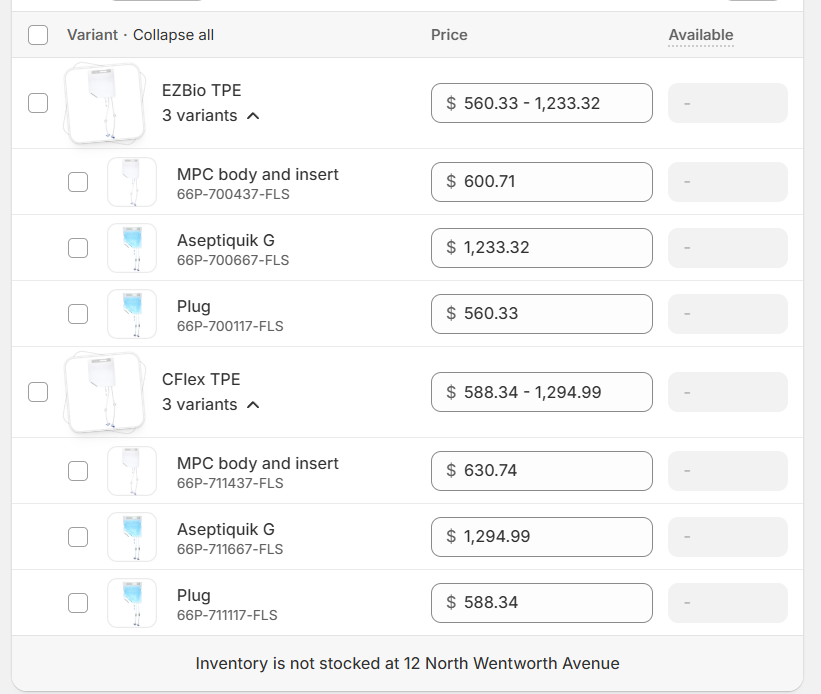 Variant · Collapse all Price Available
EZBio TPE
3 variants
$ 560.33 - 1,233.32 -
MPC body and insert
66P-700437-FLS
$ 600.71 -
Aseptiquik G
66P-700667-FLS
$ 1,233.32 -
Plug
66P-700117-FLS
$ 560.33 -
CFlex TPE
3 variants
$ 588.34 - 1,294.99 -
MPC body and insert
66P-711437-FLS
$ 630.74 -
Aseptiquik G
66P-711667-FLS
$ 1,294.99 -
Plug
66P-711117-FLS
$ 588.34 -
Inventory is not stocked at 12 North Wentworth Avenue